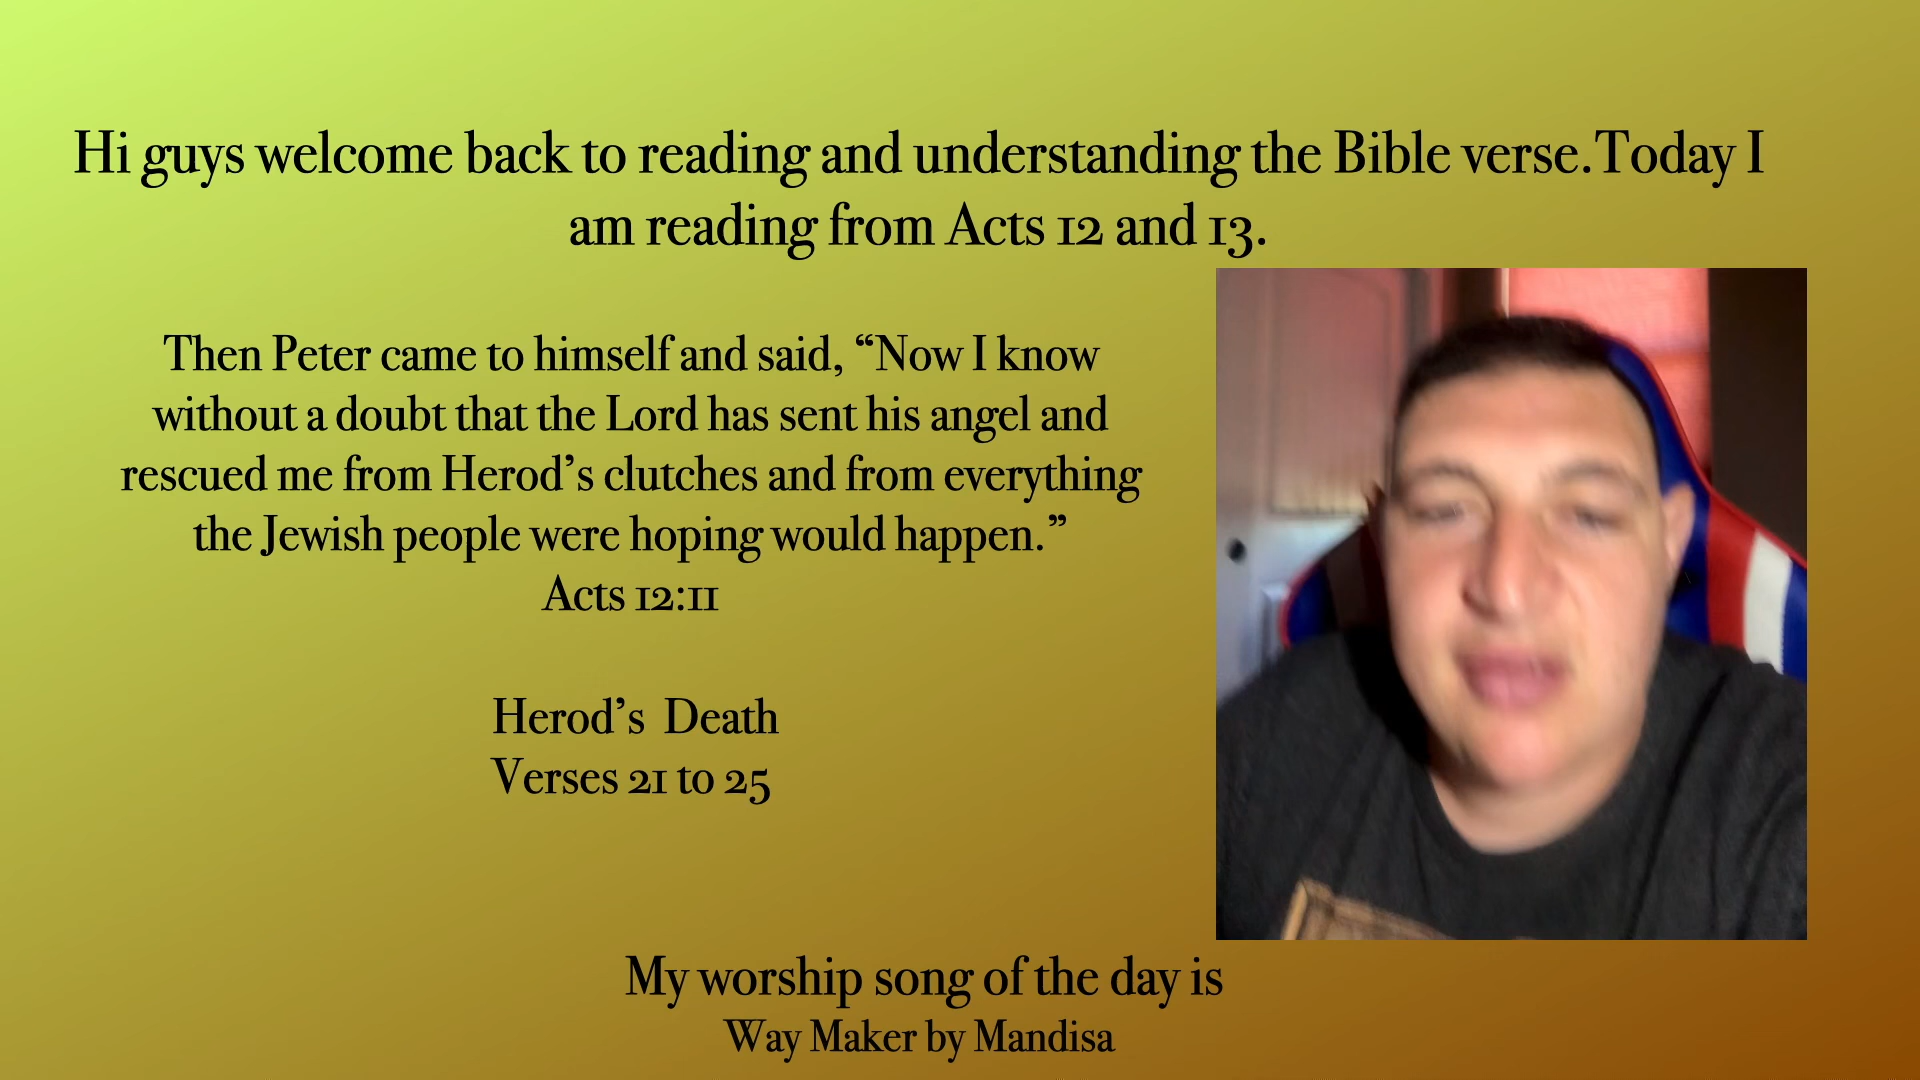 Hi guys welcome back to reading and understanding the Bible verse.Today I
am reading from Acts 12 and 13.
Then Peter came to himself and said, “Now I know
without a doubt that the Lord has sent his angel and
rescued me from Herod’s clutches and from everything
the Jewish people were hoping would happen.”
Acts 12:11
Herod’s  Death
Verses 21 to 25
My worship song of the day is
Way Maker by Mandisa